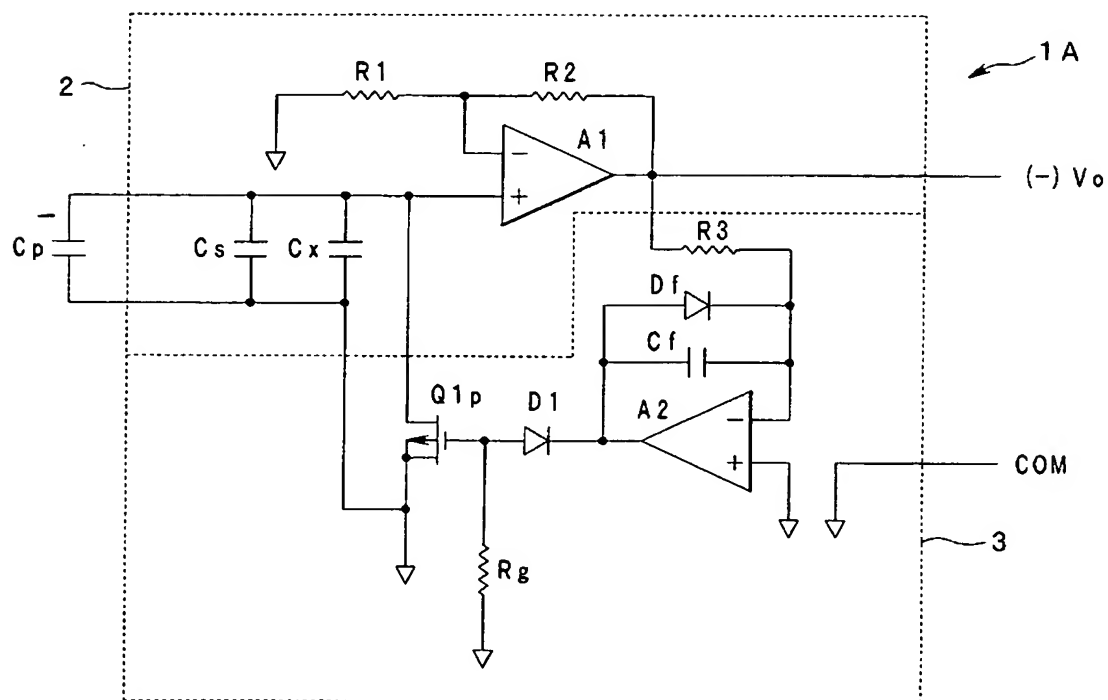 1A
2
R1
R2
A1
−
+
(−) Vo
−
Cp
Cs
Cx
R3
Df
Cf
Q1p
D1
A2
−
+
COM
Rg
3